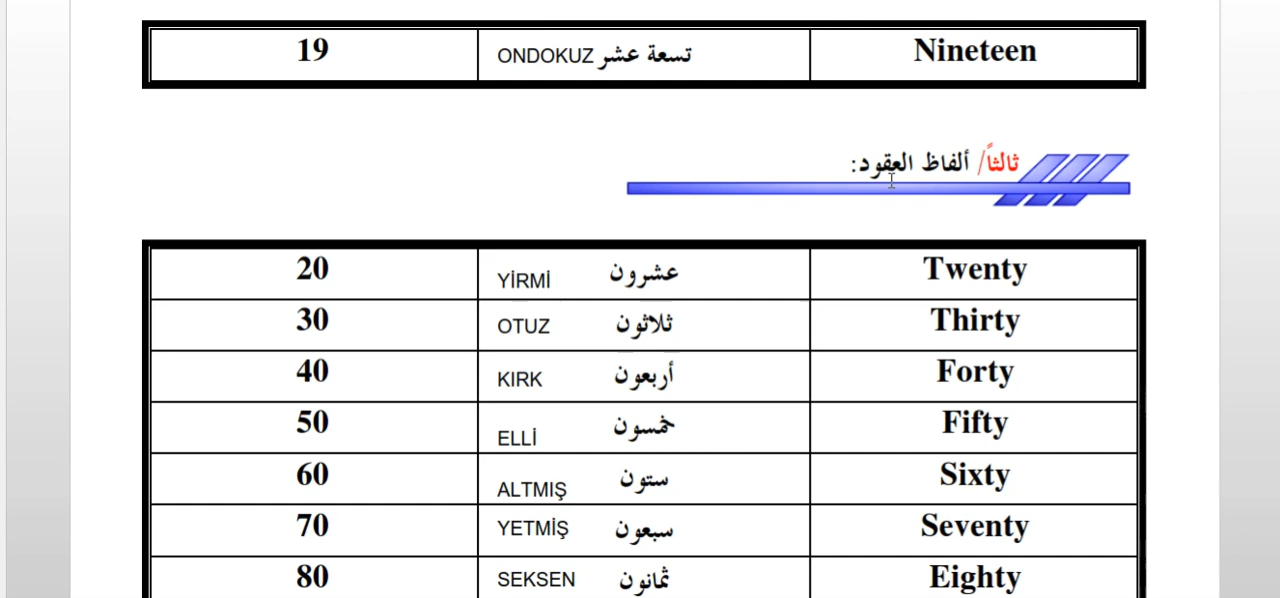 19 ONDOKUZ تسعة عشر Nineteen
ثالثاً/ ألفاظ العقود:
20 YİRMİ عشرون Twenty
30 OTUZ ثلاثون Thirty
40 KIRK أربعون Forty
50 ELLİ خمسون Fifty
60 ALTMIŞ ستون Sixty
70 YETMİŞ سبعون Seventy
80 SEKSEN ثمانون Eighty